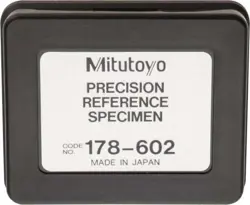 Mitutoyo
PRECISION
REFERENCE
SPECIMEN
CODE NO. 178-602
MADE IN JAPAN